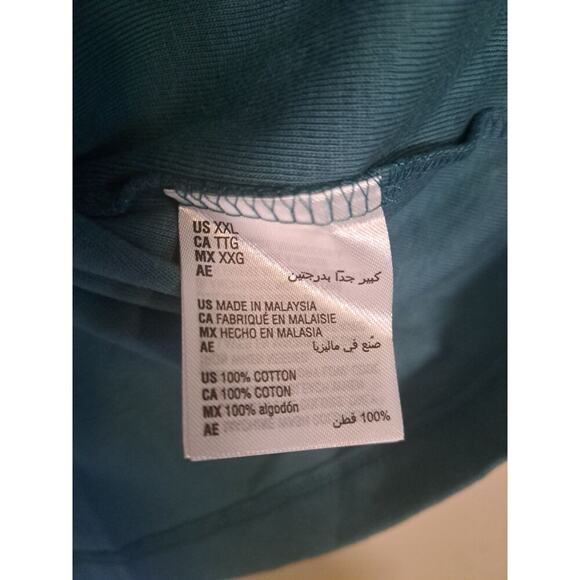 US XXL
CA TTG
MX XXG
AE كبير جدًا بدرجتين
US MADE IN MALAYSIA
CA FABRIQUÉ EN MALAISIE
MX HECHO EN MALASIA
AE صنع في ماليزيا
US 100% COTTON
CA 100% COTON
MX 100% algodón
AE 100% قطن